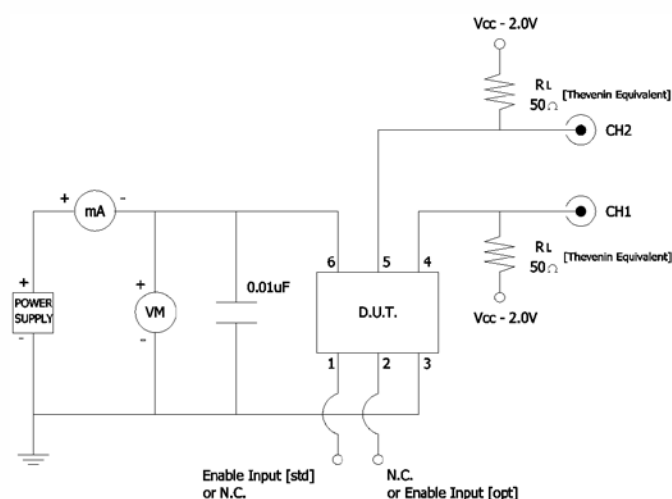 Vcc - 2.0V
RL [Thevenin Equivalent]
50Ω
CH2
+ mA -
CH1
RL [Thevenin Equivalent]
50Ω
6 5 4
+
POWER
SUPPLY
-
+
VM
-
0.01uF
D.U.T.
Vcc - 2.0V
1 2 3
Enable Input [std]
or N.C.
N.C.
or Enable Input [opt]